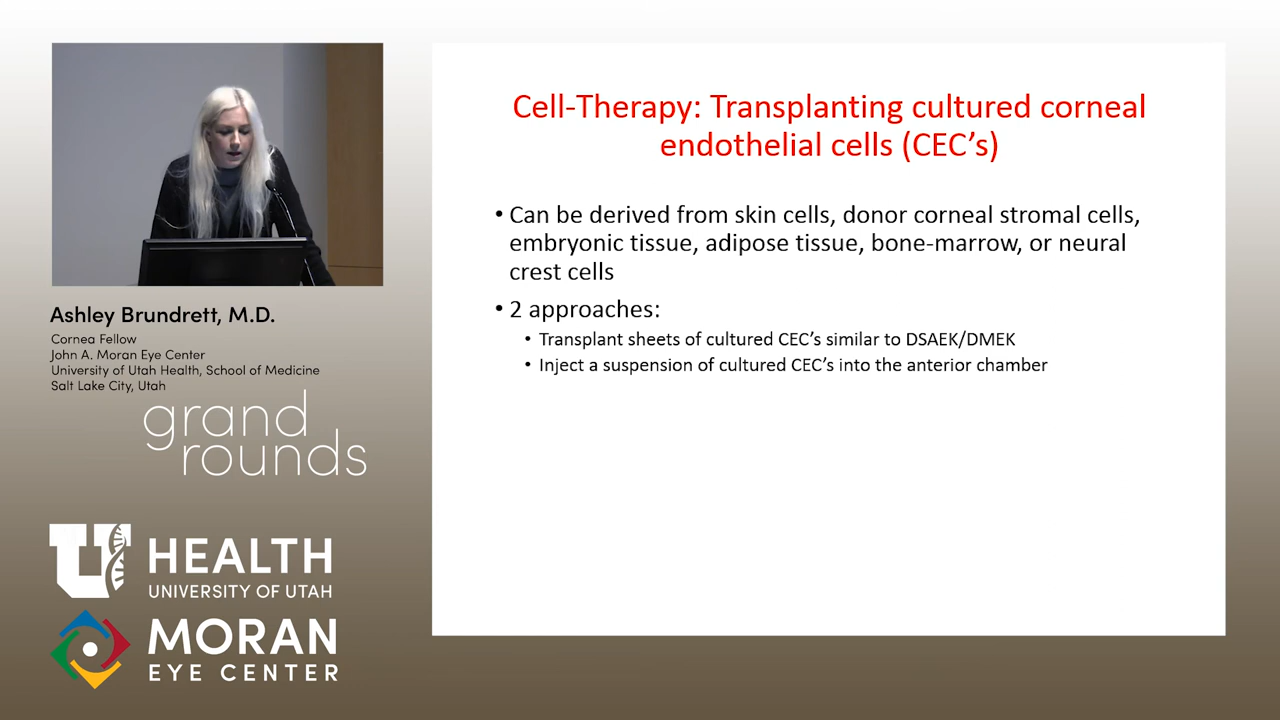 Cell-Therapy: Transplanting cultured corneal
endothelial cells (CEC's)
• Can be derived from skin cells, donor corneal stromal cells,
embryonic tissue, adipose tissue, bone-marrow, or neural
crest cells
• 2 approaches:
• Transplant sheets of cultured CEC's similar to DSAEK/DMEK
• Inject a suspension of cultured CEC's into the anterior chamber
Ashley Brundrett, M.D.
Cornea Fellow
John A. Moran Eye Center
University of Utah Health, School of Medicine
Salt Lake City, Utah
grand
rounds
U HEALTH
UNIVERSITY OF UTAH
MORAN
EYE CENTER